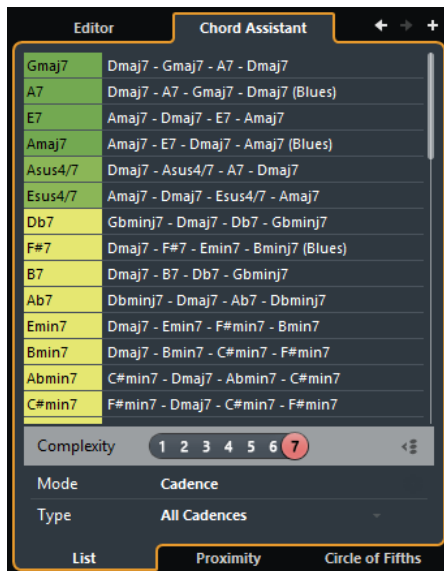 Editor Chord Assistant
Gmaj7 Dmaj7 - Gmaj7 - A7 - Dmaj7
A7 Dmaj7 - A7 - Gmaj7 - Dmaj7 (Blues)
E7 Amaj7 - Dmaj7 - E7 - Amaj7
Amaj7 Amaj7 - E7 - Dmaj7 - Amaj7 (Blues)
Asus4/7 Dmaj7 - Asus4/7 - A7 - Dmaj7
Esus4/7 Amaj7 - Dmaj7 - Esus4/7 - Amaj7
Db7 Gbminj7 - Dmaj7 - Db7 - Gbminj7
F#7 Dmaj7 - F#7 - Emin7 - Bminj7 (Blues)
B7 Dmaj7 - B7 - Db7 - Gbminj7
Ab7 Dbminj7 - Dmaj7 - Ab7 - Dbminj7
Emin7 Dmaj7 - Emin7 - F#min7 - Bmin7
Bmin7 Dmaj7 - Bmin7 - C#min7 - F#min7
Abmin7 C#min7 - Dmaj7 - Abmin7 - C#min7
C#min7 F#min7 - Dmaj7 - C#min7 - F#min7
Complexity 1 2 3 4 5 6 7
Mode Cadence
Type All Cadences
List Proximity Circle of Fifths